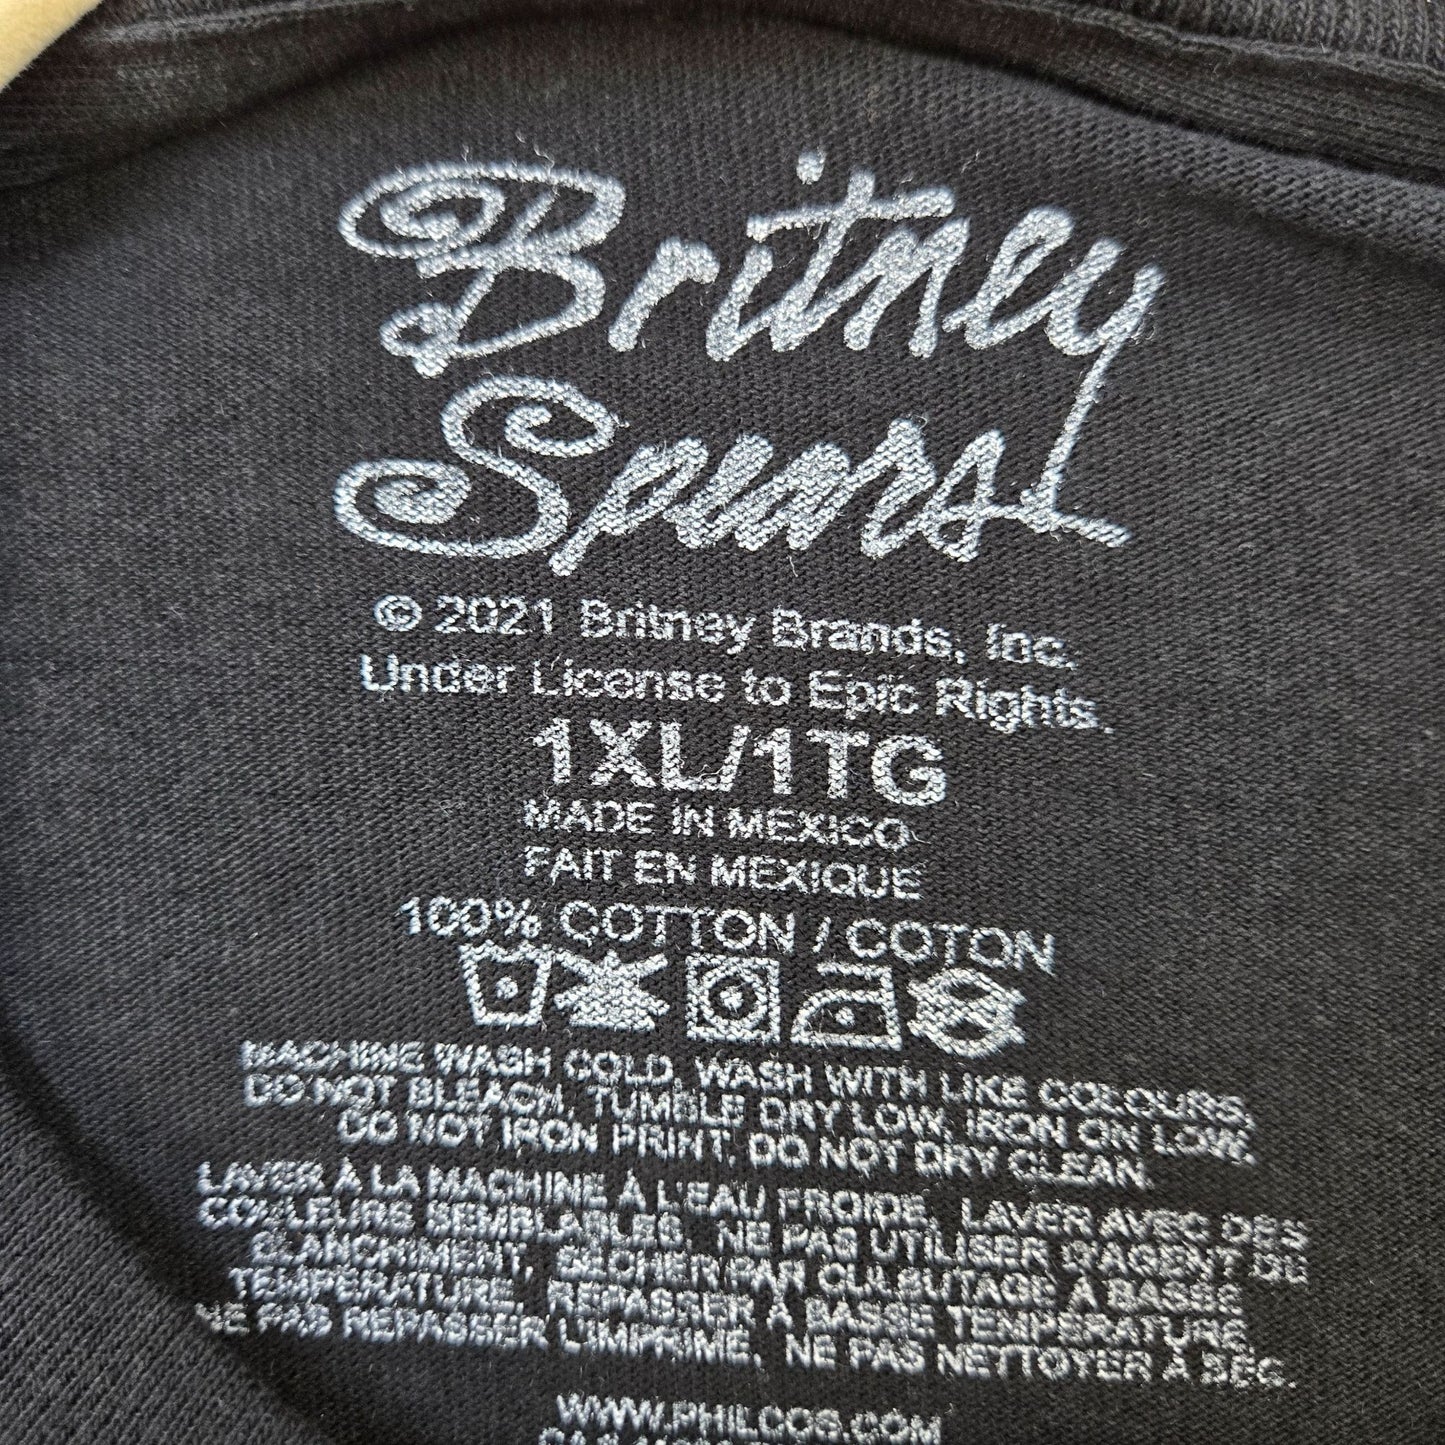 Britney
Spears
© 2021 Britney Brands, Inc.
Under License to Epic Rights.
1XL/1TG
MADE IN MEXICO
FAIT EN MEXIQUE
100% COTTON / COTON
MACHINE WASH COLD, WASH WITH LIKE COLOURS,
DO NOT BLEACH, TUMBLE DRY LOW, IRON ON LOW,
DO NOT IRON PRINT, DO NOT DRY CLEAN.
LAVER À LA MACHINE À L'EAU FROIDE, LAVER AVEC DES
COULEURS SEMBLABLES, NE PAS UTILISER D'AGENT DU
BLANCHIMENT, SÉCHER PAR CULBUTAGE À BASSE
TEMPERATURE, REPASSER À BASSE TEMPERATURE,
NE PAS REPASSER L'IMPRIME, NE PAS NETTOYER À SEC.
WWW.PHILCOS.COM